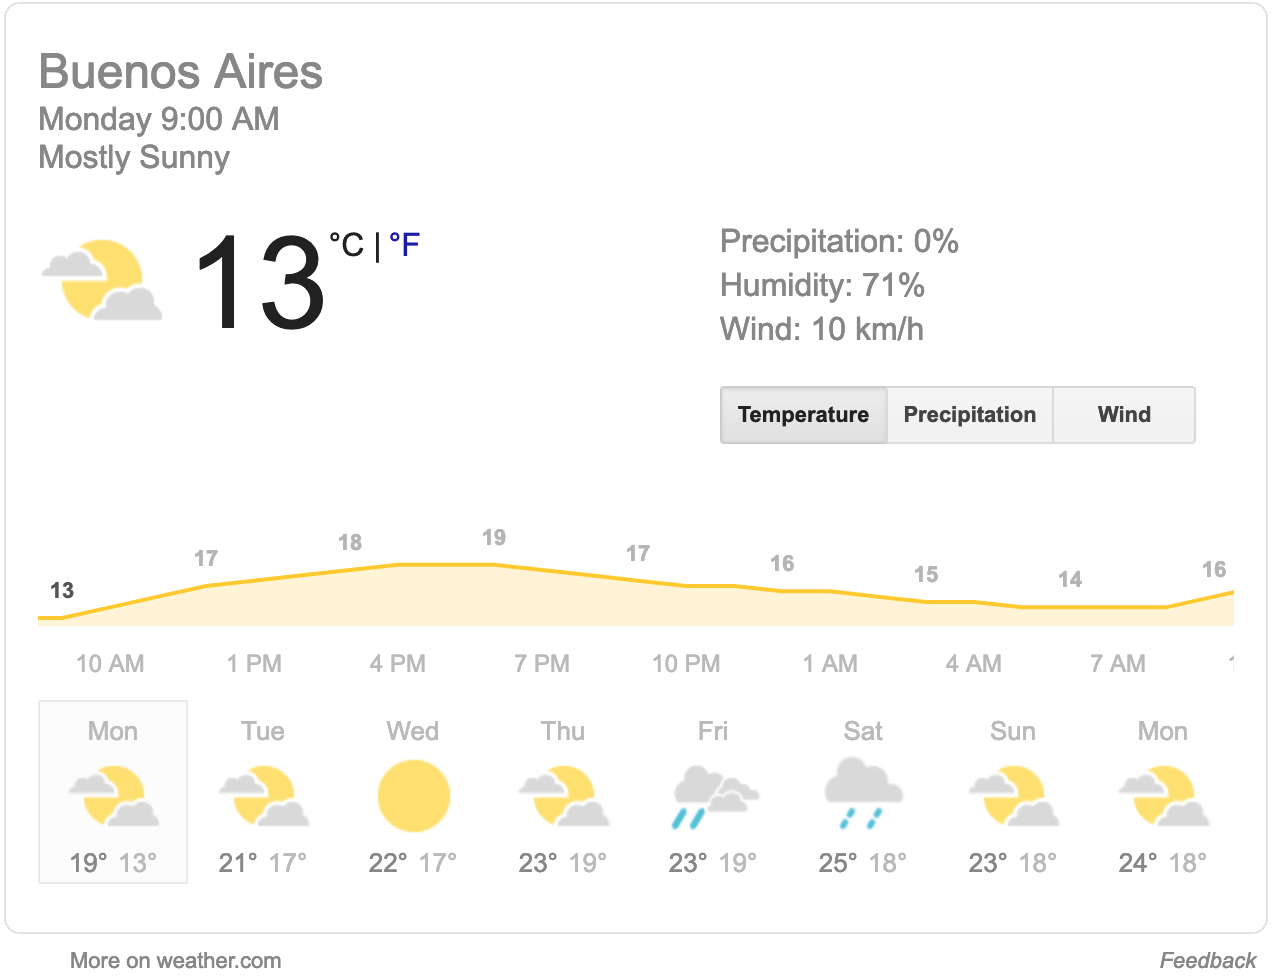 Buenos Aires
Monday 9:00 AM
Mostly Sunny
13 °C | °F
Precipitation: 0%
Humidity: 71%
Wind: 10 km/h
Temperature Precipitation Wind
13 17 18 19 17 16 15 14 16
10 AM 1 PM 4 PM 7 PM 10 PM 1 AM 4 AM 7 AM
Mon Tue Wed Thu Fri Sat Sun Mon
19° 13° 21° 17° 22° 17° 23° 19° 23° 19° 25° 18° 23° 18° 24° 18°
More on weather.com Feedback